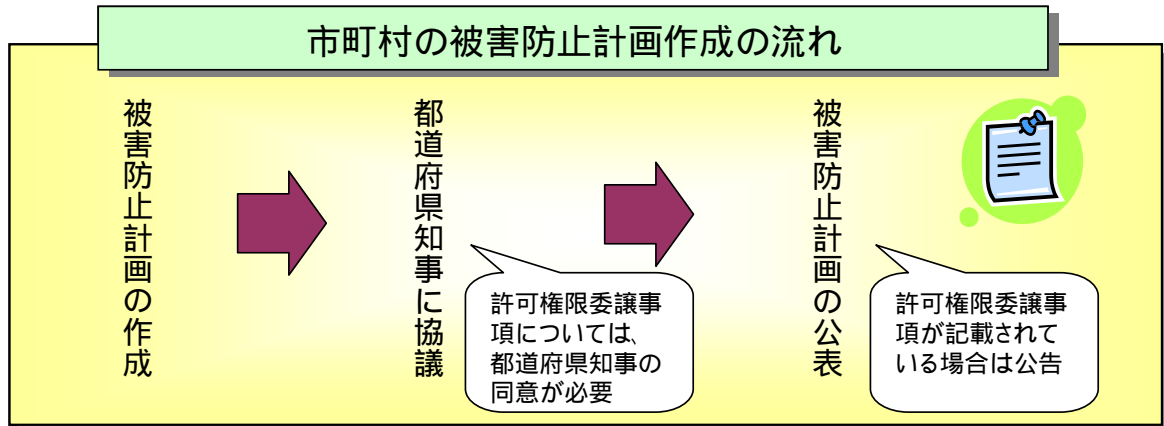 市町村の被害防止計画作成の流れ
被害防止計画の作成
都道府県知事に協議
許可権限委譲事
項については、
都道府県知事の
同意が必要
被害防止計画の公表
許可権限委譲事
項が記載されて
いる場合は公告